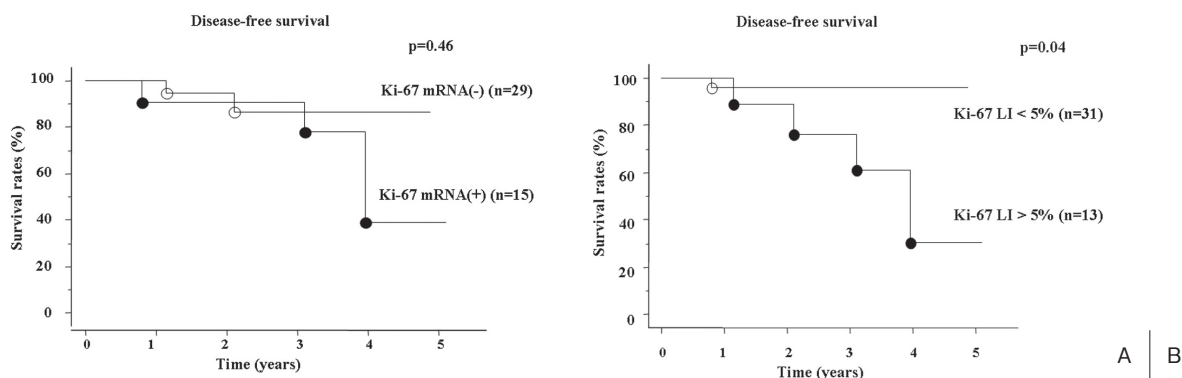 Disease-free survival
p=0.46
100
80
60
40
20
0
Survival rates (%)
Ki-67 mRNA(-) (n=29)
Ki-67 mRNA(+) (n=15)
0 1 2 3 4 5
Time (years)
Disease-free survival
p=0.04
100
80
60
40
20
0
Survival rates (%)
Ki-67 LI < 5% (n=31)
Ki-67 LI > 5% (n=13)
0 1 2 3 4 5
Time (years)
A | B